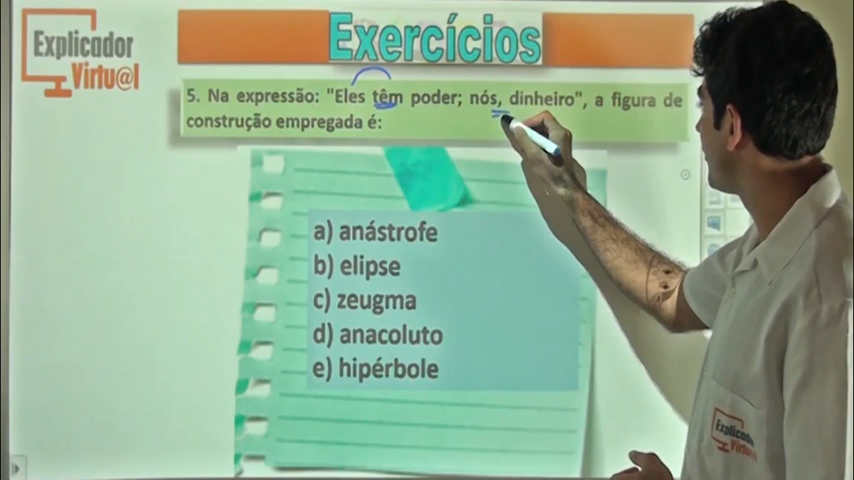 Explicador
Virtu@l
Exercícios
5. Na expressão: "Eles têm poder; nós, dinheiro", a figura de
construção empregada é:
a) anástrofe
b) elipse
c) zeugma
d) anacoluto
e) hipérbole
Explicador
Virtu@l